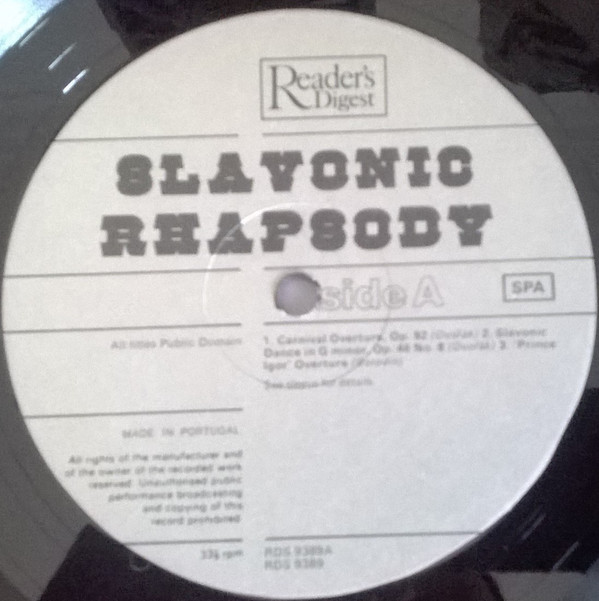 Reader's
Digest
SLAVONIC
RHAPSODY
side A
SPA
All titles Public Domain
1. Carnival Overture, Op. 92 (Dvořák) 2. Slavonic
Dance in G minor, Op. 46 No. 8 (Dvořák) 3. 'Prince
Igor' Overture (Borodin)
See sleeve for details
MADE IN PORTUGAL
All rights of the manufacturer and
of the owner of the recorded work
reserved. Unauthorised public
performance broadcasting
and copying of this
record prohibited.
33⅓ rpm
RDS 9389A
RDS 9389